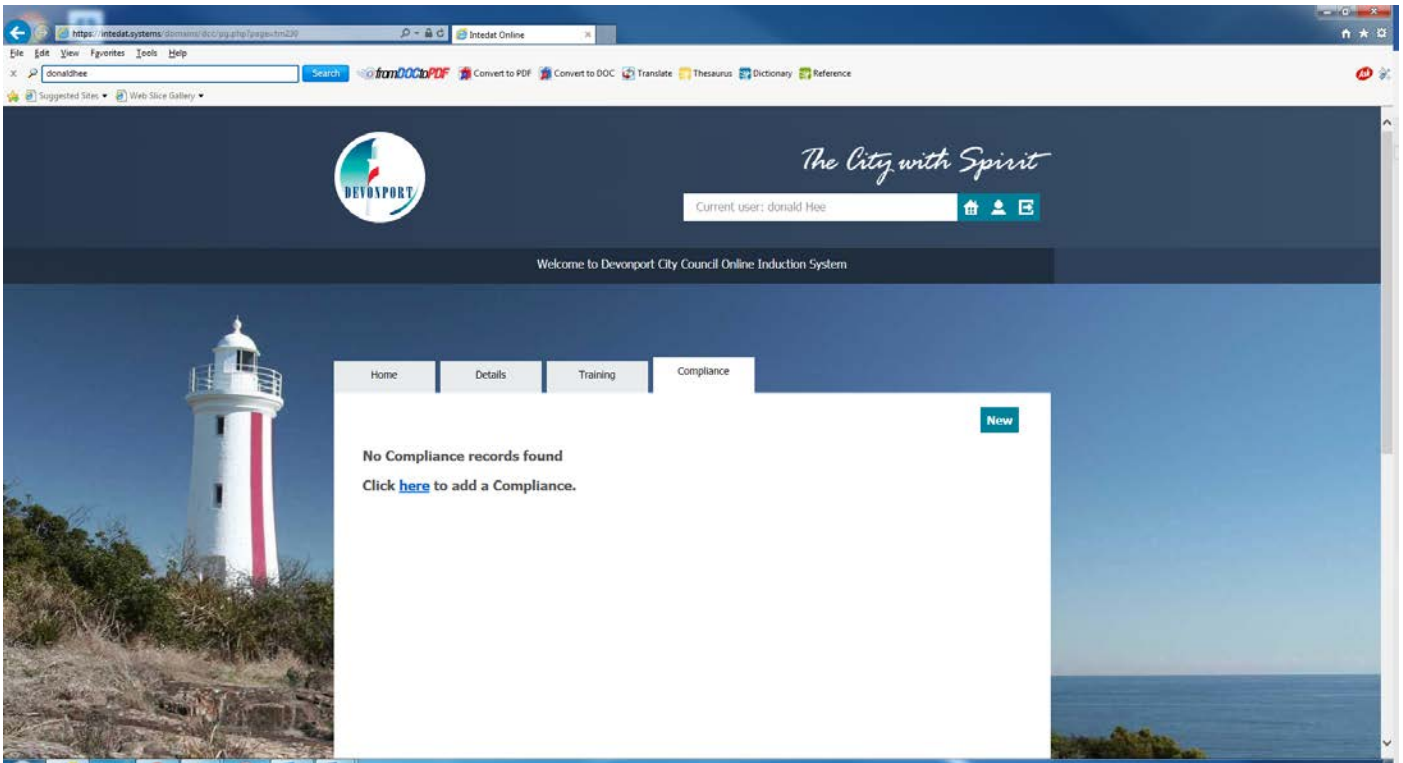 https://intedat.systems/domains/dcc/pg.php?page=tm230
Intedat Online
File Edit View Favorites Tools Help
x donaldhee Search fromDOCtoPDF Convert to PDF Convert to DOC Translate Thesaurus Dictionary Reference
Suggested Sites Web Slice Gallery
DEVONPORT
The City with Spirit
Current user: donald Hee
Welcome to Devonport City Council Online Induction System
Home Details Training Compliance
New
No Compliance records found
Click here to add a Compliance.